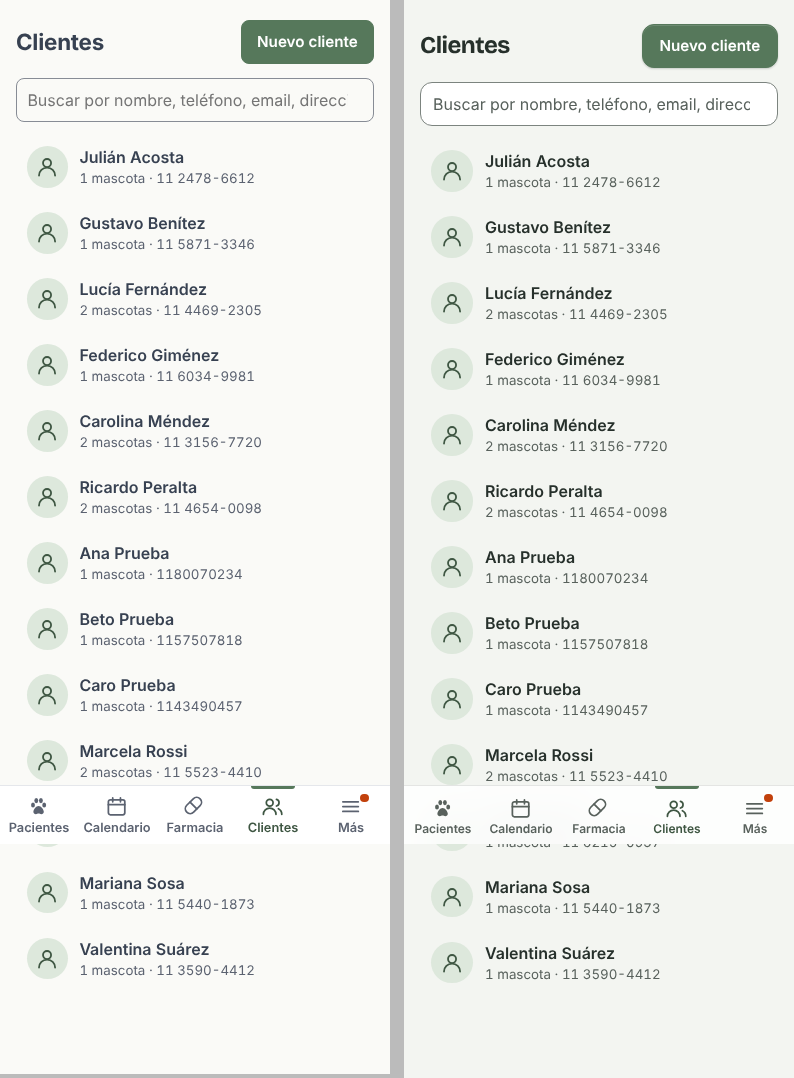 Clientes
Nuevo cliente
Buscar por nombre, teléfono, email, direcc
Julián Acosta
1 mascota · 11 2478-6612
Gustavo Benítez
1 mascota · 11 5871-3346
Lucía Fernández
2 mascotas · 11 4469-2305
Federico Giménez
1 mascota · 11 6034-9981
Carolina Méndez
2 mascotas · 11 3156-7720
Ricardo Peralta
2 mascotas · 11 4654-0098
Ana Prueba
1 mascota · 1180070234
Beto Prueba
1 mascota · 1157507818
Caro Prueba
1 mascota · 1143490457
Marcela Rossi
2 mascotas · 11 5523-4410
Pacientes
Calendario
Farmacia
Clientes
Más
Mariana Sosa
1 mascota · 11 5440-1873
Valentina Suárez
1 mascota · 11 3590-4412
Clientes
Nuevo cliente
Buscar por nombre, teléfono, email, direcc
Julián Acosta
1 mascota · 11 2478-6612
Gustavo Benítez
1 mascota · 11 5871-3346
Lucía Fernández
2 mascotas · 11 4469-2305
Federico Giménez
1 mascota · 11 6034-9981
Carolina Méndez
2 mascotas · 11 3156-7720
Ricardo Peralta
2 mascotas · 11 4654-0098
Ana Prueba
1 mascota · 1180070234
Beto Prueba
1 mascota · 1157507818
Caro Prueba
1 mascota · 1143490457
Marcela Rossi
2 mascotas · 11 5523-4410
Pacientes
Calendario
Farmacia
Clientes
Más
Mariana Sosa
1 mascota · 11 5440-1873
Valentina Suárez
1 mascota · 11 3590-4412